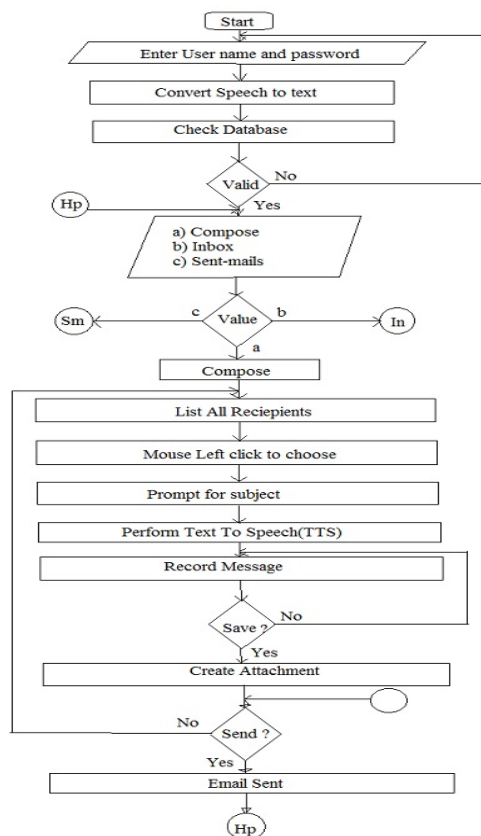 Start
Enter User name and password
Convert Speech to text
Check Database
Valid
No
Yes
Hp
a) Compose
b) Inbox
c) Sent-mails
Sm
c
Value
b
In
a
Compose
List All Reciepients
Mouse Left click to choose
Prompt for subject
Perform Text To Speech(TTS)
Record Message
Save ?
No
Yes
Create Attachment
No
Send ?
Yes
Email Sent
Hp